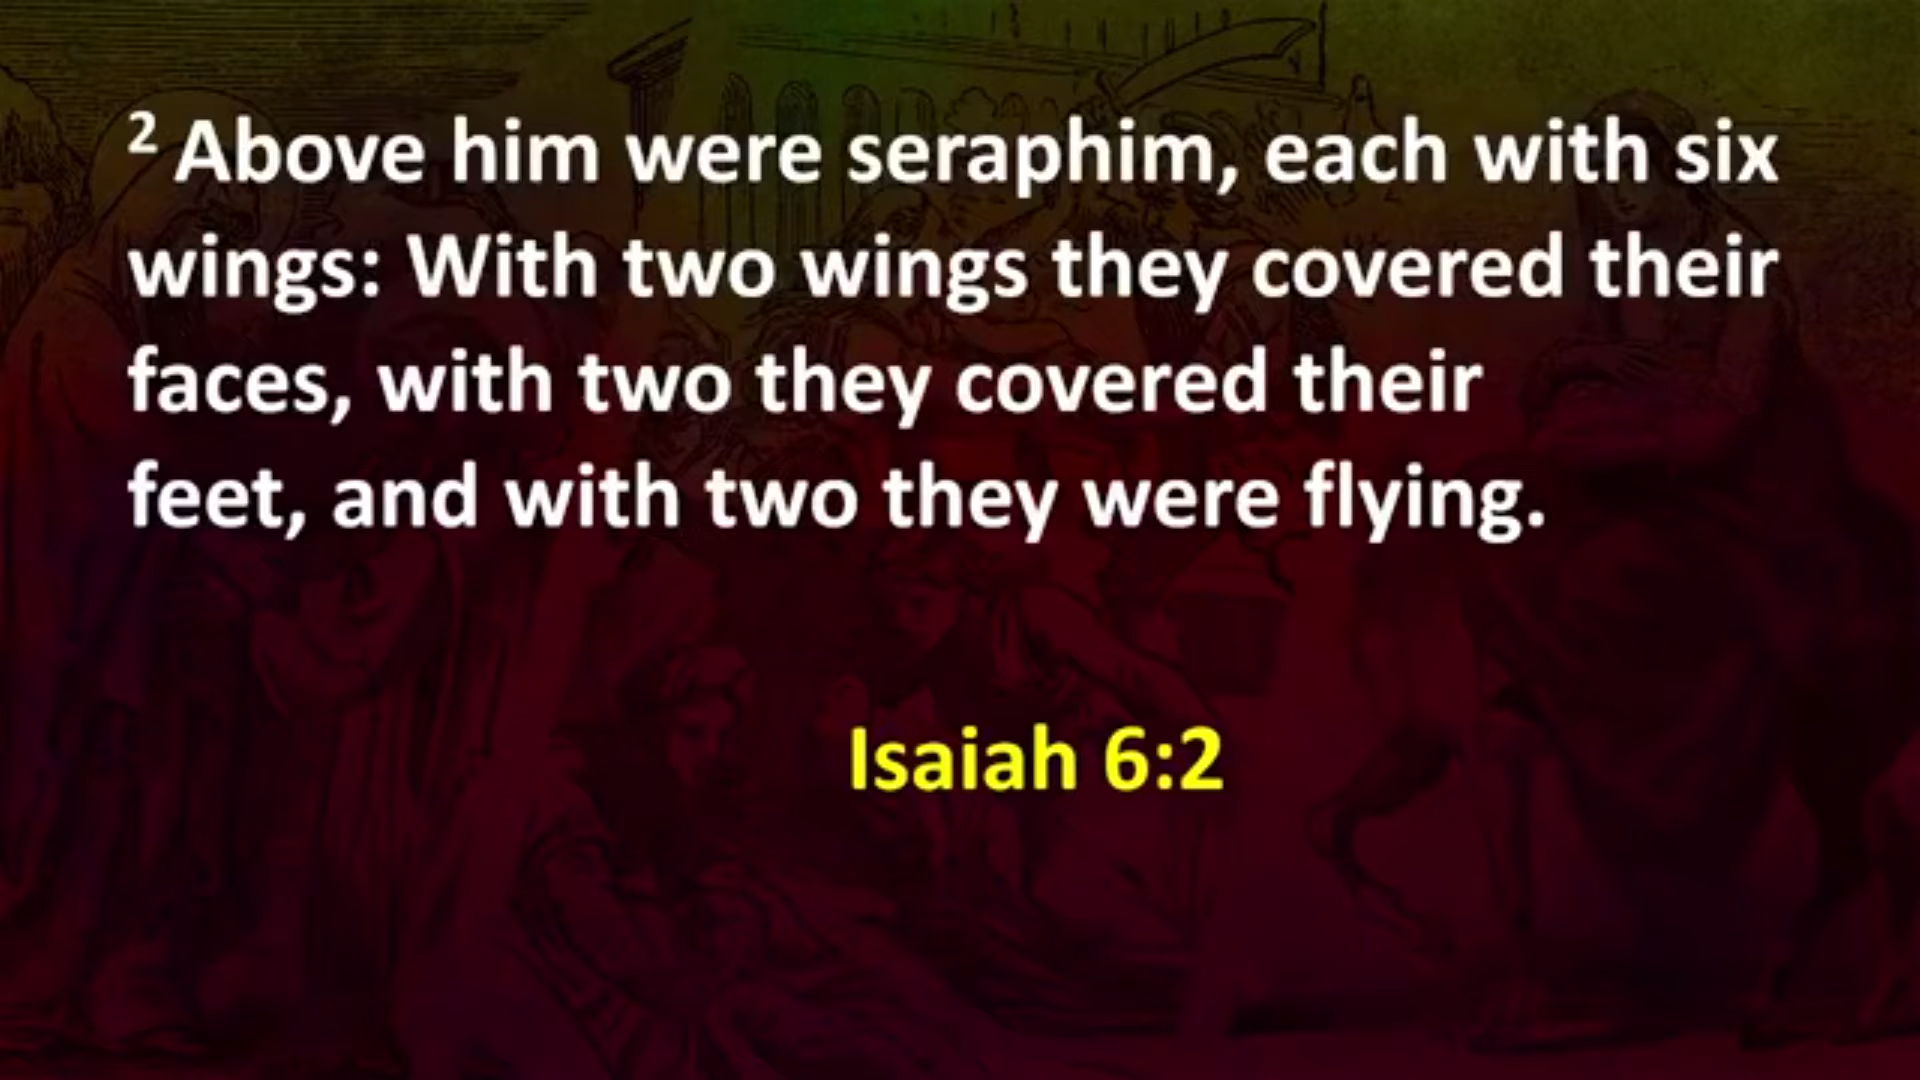 2 Above him were seraphim, each with six
wings: With two wings they covered their
faces, with two they covered their
feet, and with two they were flying.
Isaiah 6:2